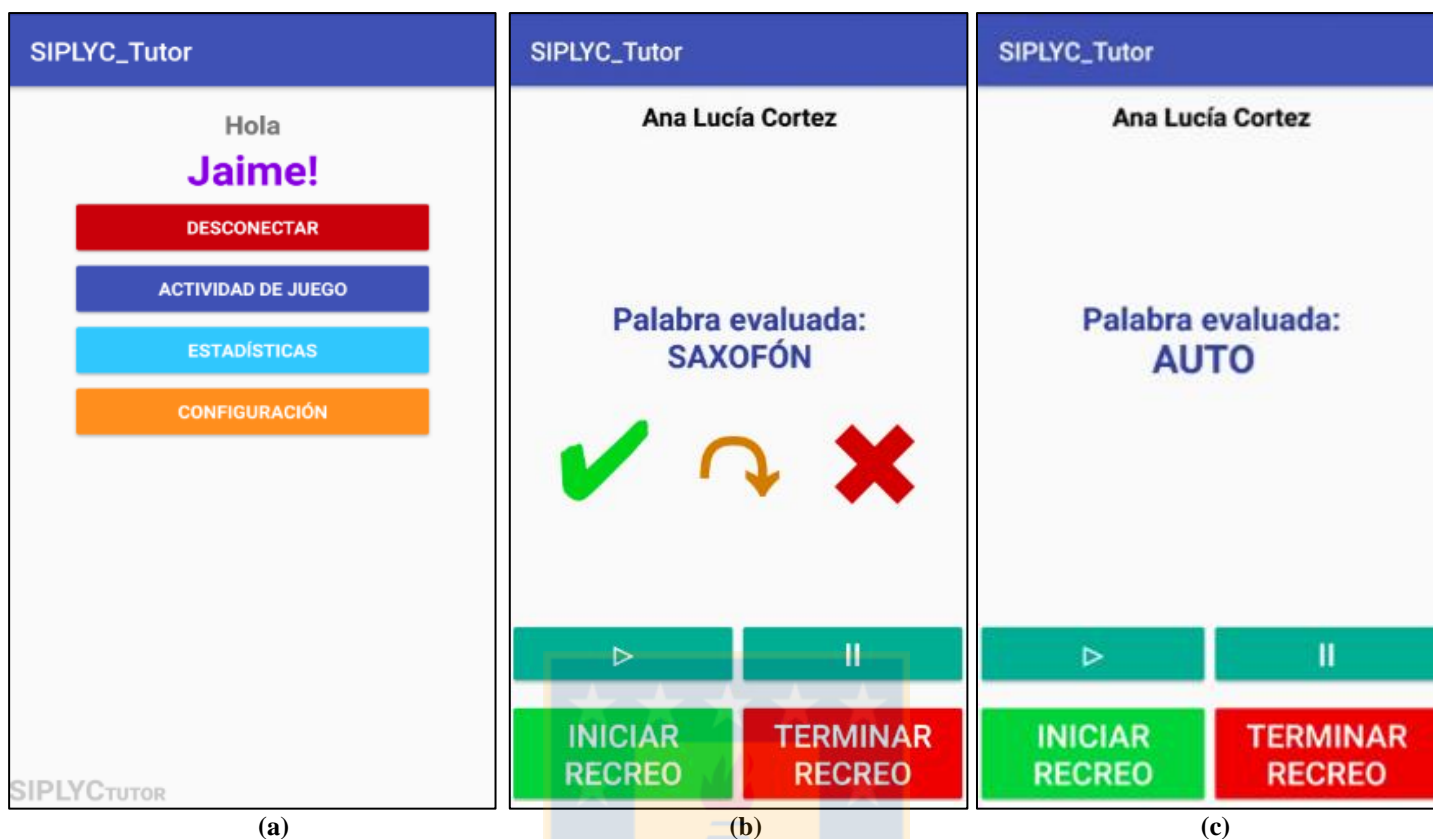 SIPLYC_Tutor
Hola
Jaime!
DESCONECTAR
ACTIVIDAD DE JUEGO
ESTADÍSTICAS
CONFIGURACIÓN
SIPLYCTUTOR
(a)
SIPLYC_Tutor
Ana Lucía Cortez
Palabra evaluada:
SAXOFÓN
INICIAR
RECREO
TERMINAR
RECREO
(b)
SIPLYC_Tutor
Ana Lucía Cortez
Palabra evaluada:
AUTO
INICIAR
RECREO
TERMINAR
RECREO
(c)